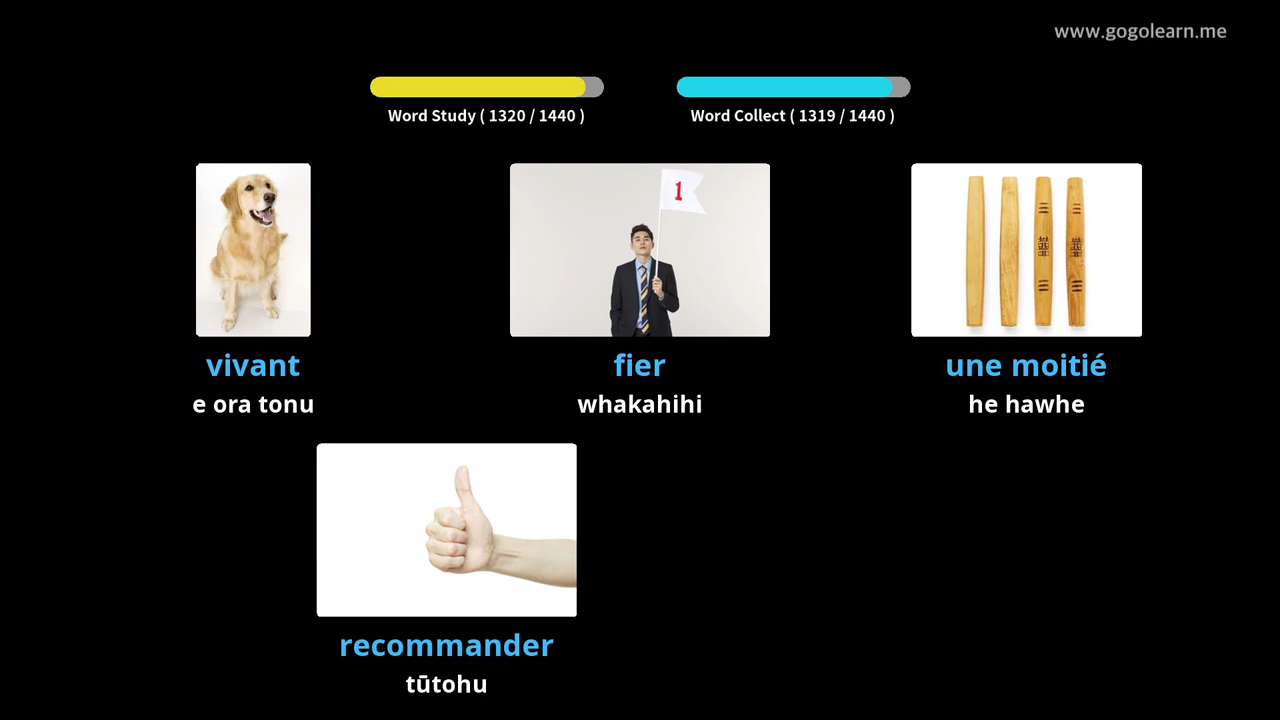 www.gogolearn.me
Word Study ( 1320 / 1440 )
Word Collect ( 1319 / 1440 )
1
vivant
e ora tonu
fier
whakahihi
une moitié
he hawhe
recommander
tūtohu